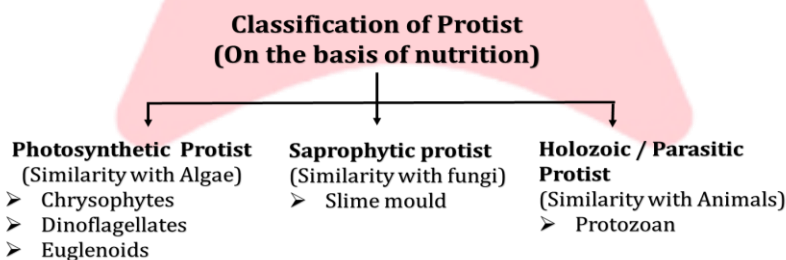 Classification of Protist
(On the basis of nutrition)
Photosynthetic Protist
(Similarity with Algae)
➢ Chrysophytes
➢ Dinoflagellates
➢ Euglenoids
Saprophytic protist
(Similarity with fungi)
➢ Slime mould
Holozoic / Parasitic
Protist
(Similarity with Animals)
➢ Protozoan